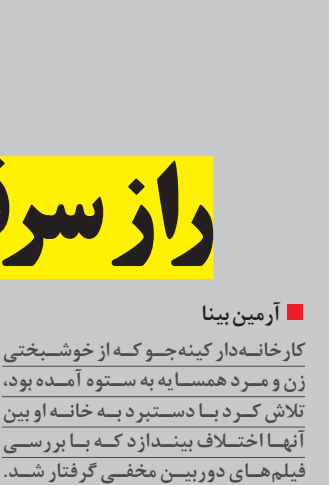 راز
آرمین بینا
کارخانه‌دار کینه‌جو که از خوشبختی
زن و مرد همسایه به ستوه آمده بود،
تلاش کرد با دستبرد به خانه او بین
آنها اختلاف بیندازد که با بررسی
فیلم‌های دوربین مخفی گرفتار شد.